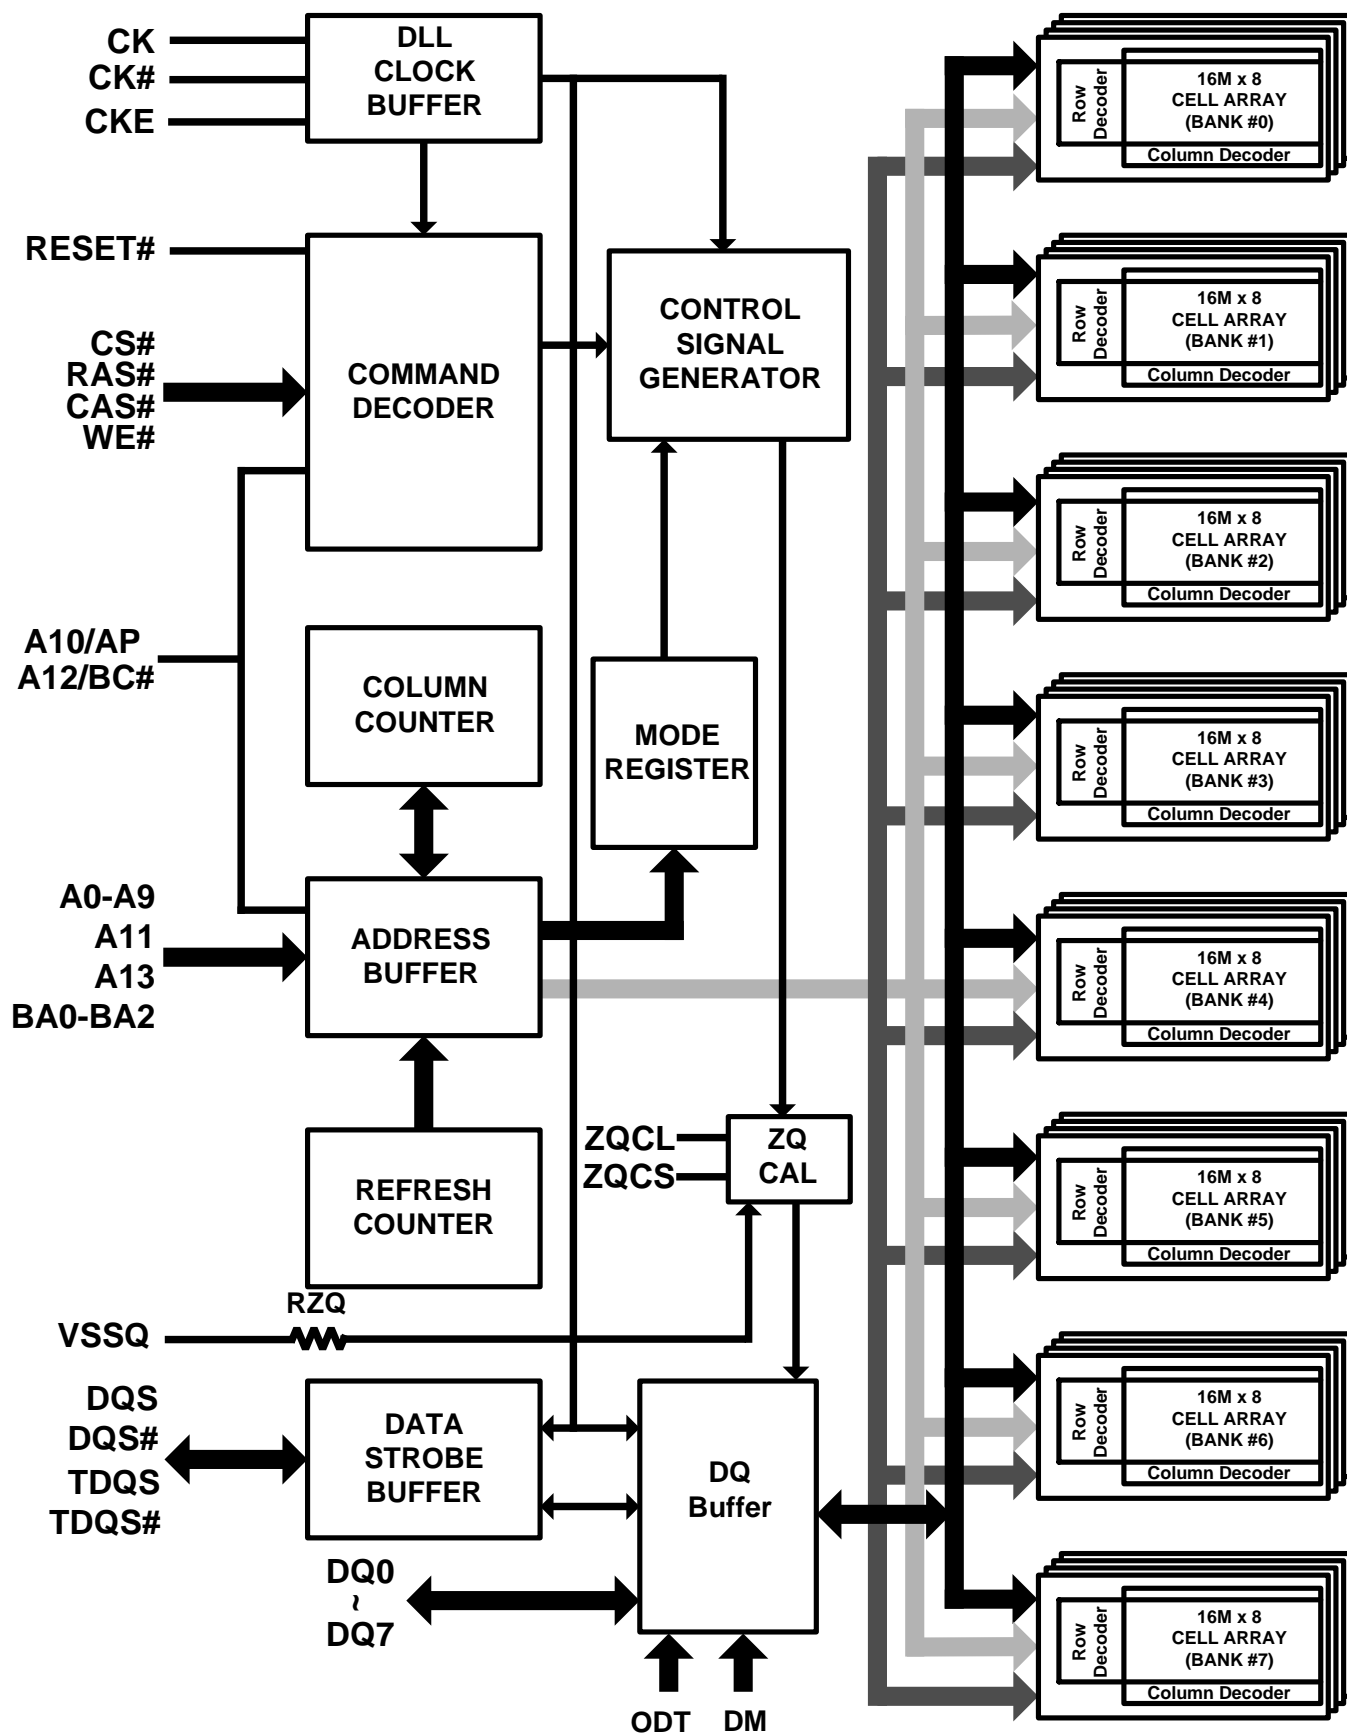 CK
CK#
CKE
DLL
CLOCK
BUFFER
RESET#
CS#
RAS#
CAS#
WE#
COMMAND
DECODER
CONTROL
SIGNAL
GENERATOR
A10/AP
A12/BC#
COLUMN
COUNTER
MODE
REGISTER
A0-A9
A11
A13
BA0-BA2
ADDRESS
BUFFER
REFRESH
COUNTER
ZQCL
ZQCS
ZQ
CAL
RZQ
VSSQ
DQS
DQS#
TDQS
TDQS#
DATA
STROBE
BUFFER
DQ
Buffer
DQ0
~
DQ7
ODT
DM
Row
Decoder
16M x 8
CELL ARRAY
(BANK #0)
Column Decoder
Row
Decoder
16M x 8
CELL ARRAY
(BANK #1)
Column Decoder
Row
Decoder
16M x 8
CELL ARRAY
(BANK #2)
Column Decoder
Row
Decoder
16M x 8
CELL ARRAY
(BANK #3)
Column Decoder
Row
Decoder
16M x 8
CELL ARRAY
(BANK #4)
Column Decoder
Row
Decoder
16M x 8
CELL ARRAY
(BANK #5)
Column Decoder
Row
Decoder
16M x 8
CELL ARRAY
(BANK #6)
Column Decoder
Row
Decoder
16M x 8
CELL ARRAY
(BANK #7)
Column Decoder